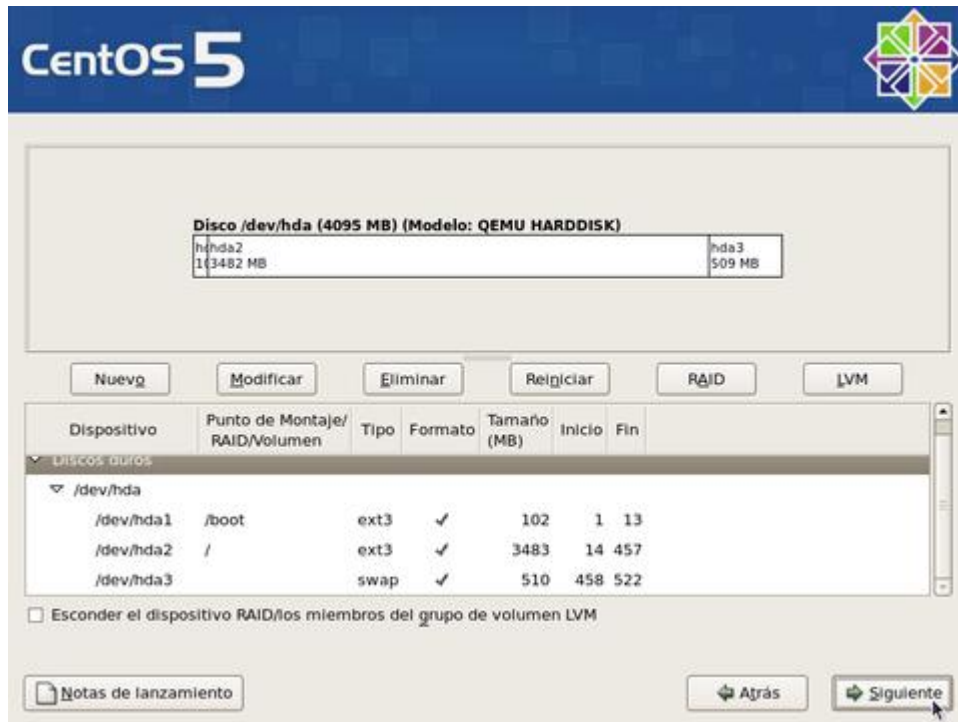 CentOS 5
Disco /dev/hda (4095 MB) (Modelo: QEMU HARDDISK)
hda2
3482 MB
hda3
509 MB
Nuevo
Modificar
Eliminar
Reiniciar
RAID
LVM
Dispositivo
Punto de Montaje/
RAID/Volumen
Tipo
Formato
Tamaño
(MB)
Inicio
Fin
Discos duros
/dev/hda
/dev/hda1 /boot ext3 ✓ 102 1 13
/dev/hda2 / ext3 ✓ 3483 14 457
/dev/hda3 swap ✓ 510 458 522
Esconder el dispositivo RAID/los miembros del grupo de volumen LVM
Notas de lanzamiento
Atrás
Siguiente